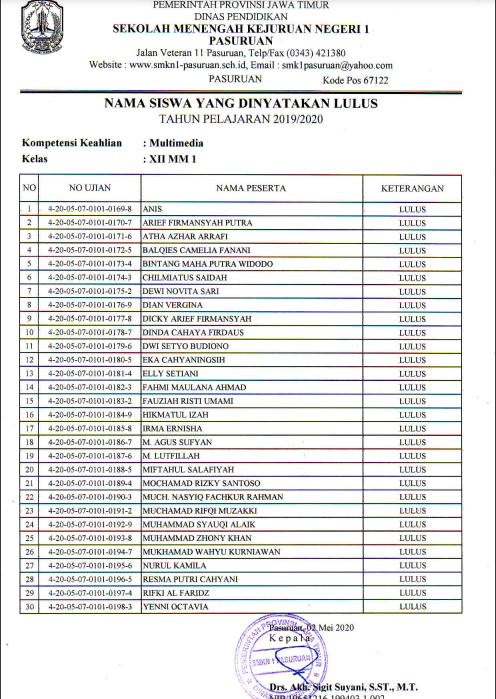 PEMERINTAH PROVINSI JAWA TIMUR
DINAS PENDIDIKAN
SEKOLAH MENENGAH KEJURUAN NEGERI 1
PASURUAN
Jalan Veteran 11 Pasuruan, Telp/Fax (0343) 421380
Website : www.smkn1-pasuruan.sch.id, Email : smk1pasuruan@yahoo.com
PASURUAN Kode Pos 67122
NAMA SISWA YANG DINYATAKAN LULUS
TAHUN PELAJARAN 2019/2020
Kompetensi Keahlian : Multimedia
Kelas : XII MM 1
NO NO UJIAN NAMA PESERTA KETERANGAN
1 4-20-05-07-0101-0169-8 ANIS LULUS
2 4-20-05-07-0101-0170-7 ARIEF FIRMANSYAH PUTRA LULUS
3 4-20-05-07-0101-0171-6 ATHA AZHAR ARRAFI LULUS
4 4-20-05-07-0101-0172-5 BALQIES CAMELIA FANANI LULUS
5 4-20-05-07-0101-0173-4 BINTANG MAHA PUTRA WIDODO LULUS
6 4-20-05-07-0101-0174-3 CHILMIATUS SAIDAH LULUS
7 4-20-05-07-0101-0175-2 DEWI NOVITA SARI LULUS
8 4-20-05-07-0101-0176-9 DIAN VERGINA LULUS
9 4-20-05-07-0101-0177-8 DICKY ARIEF FIRMANSYAH LULUS
10 4-20-05-07-0101-0178-7 DINDA CAHAYA FIRDAUS LULUS
11 4-20-05-07-0101-0179-6 DWI SETYO BUDIONO LULUS
12 4-20-05-07-0101-0180-5 EKA CAHYANINGSIH LULUS
13 4-20-05-07-0101-0181-4 ELLY SETIANI LULUS
14 4-20-05-07-0101-0182-3 FAHMI MAULANA AHMAD LULUS
15 4-20-05-07-0101-0183-2 FAUZIAH RISTI UMAMI LULUS
16 4-20-05-07-0101-0184-9 HIKMATUL IZAH LULUS
17 4-20-05-07-0101-0185-8 IRMA ERNISHA LULUS
18 4-20-05-07-0101-0186-7 M. AGUS SUFYAN LULUS
19 4-20-05-07-0101-0187-6 M. LUTFILLAH LULUS
20 4-20-05-07-0101-0188-5 MIFTAHUL SALAFIYAH LULUS
21 4-20-05-07-0101-0189-4 MOCHAMAD RIZKY SANTOSO LULUS
22 4-20-05-07-0101-0190-3 MUCH. NASYIQ FACHKUR RAHMAN LULUS
23 4-20-05-07-0101-0191-2 MUCHAMAD RIFQI MUZAKKI LULUS
24 4-20-05-07-0101-0192-9 MUHAMMAD SYAUQI ALAIK LULUS
25 4-20-05-07-0101-0193-8 MUHAMMAD ZHONY KHAN LULUS
26 4-20-05-07-0101-0194-7 MUKHAMAD WAHYU KURNIAWAN LULUS
27 4-20-05-07-0101-0195-6 NURUL KAMILA LULUS
28 4-20-05-07-0101-0196-5 RESMA PUTRI CAHYANI LULUS
29 4-20-05-07-0101-0197-4 RIFKI AL FARIDZ LULUS
30 4-20-05-07-0101-0198-3 YENNI OCTAVIA LULUS
Pasuruan, 02 Mei 2020
Kepala
PEMERINTAH PROVINSI JAWA TIMUR
SMKN 1 PASURUAN
Drs. Akh. Sigit Suyani, S.ST., M.T.